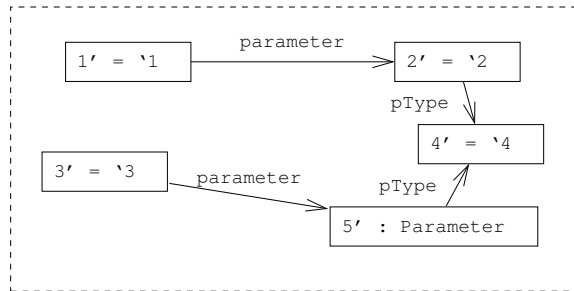 parameter
1′ = ‵1
2′ = ‵2
pType
4′ = ‵4
3′ = ‵3
parameter
pType
5′ : Parameter